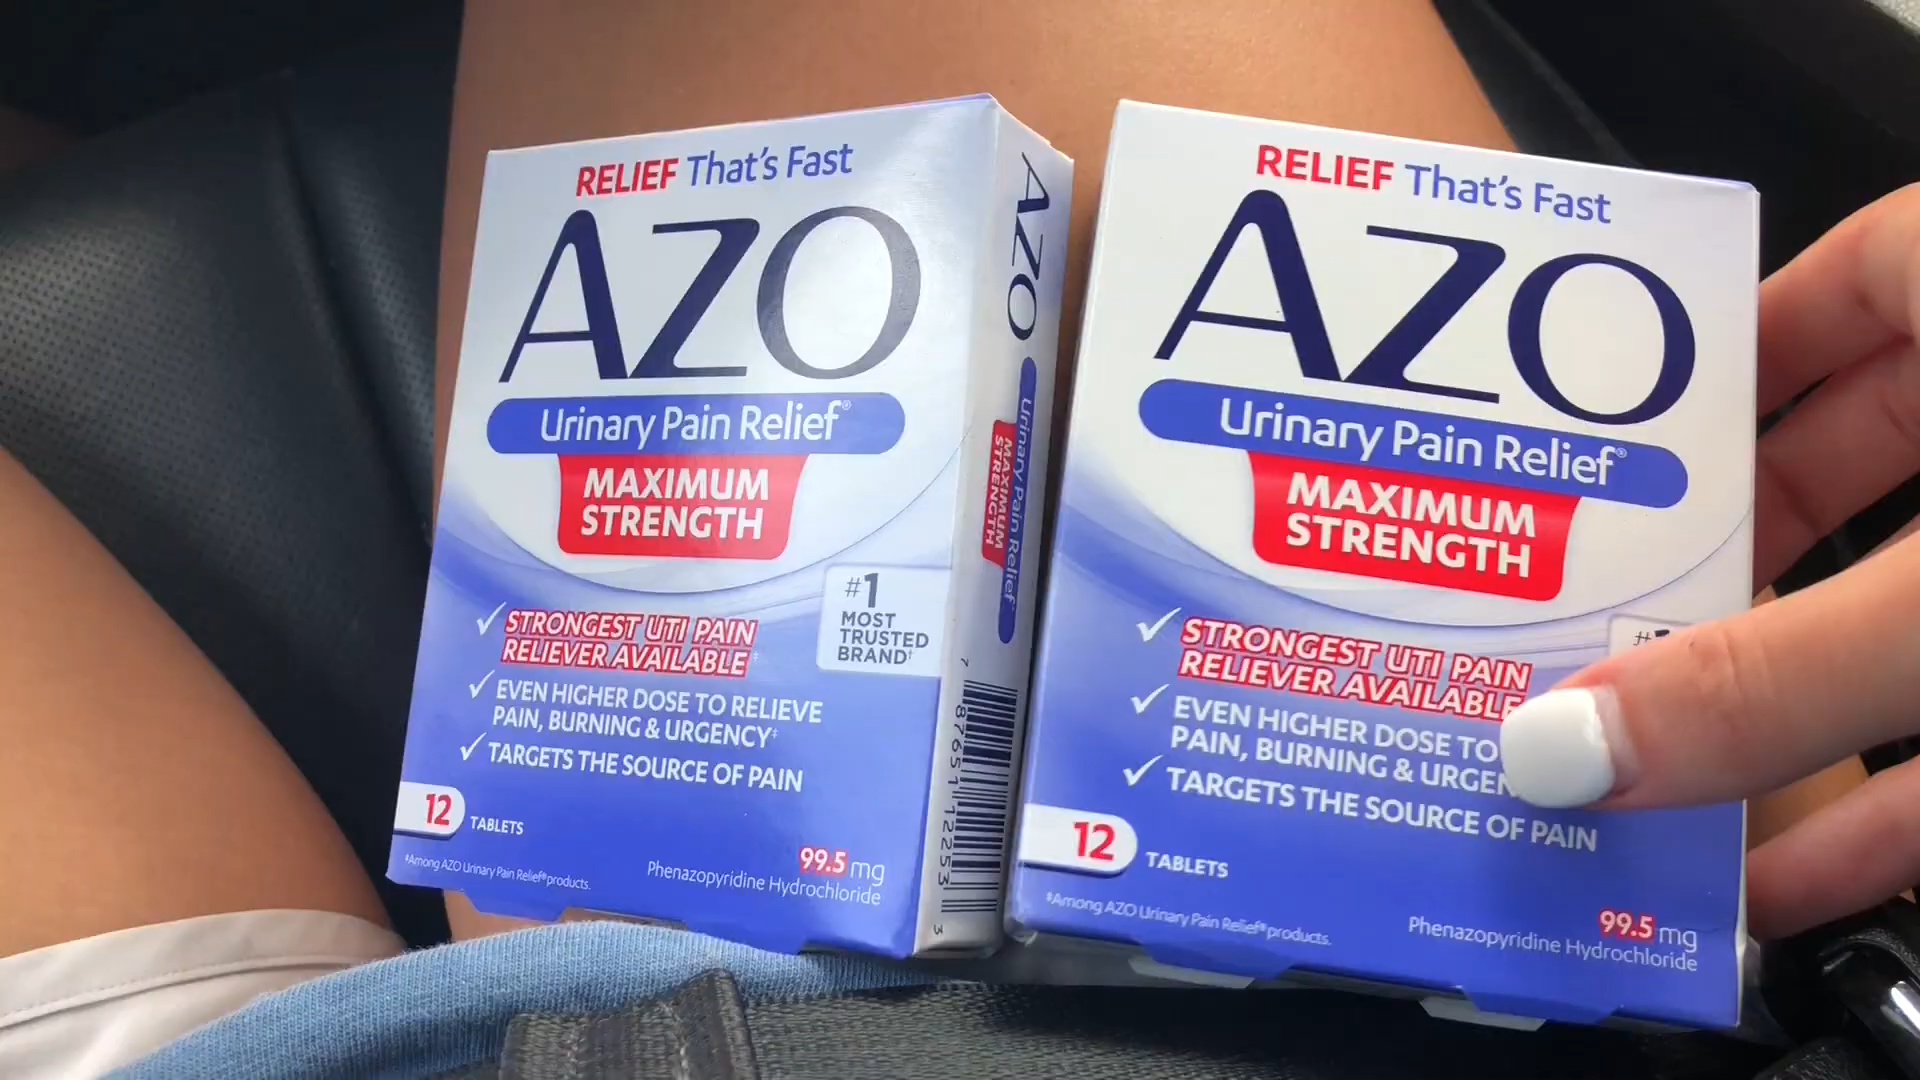 RELIEF That's Fast
AZO
Urinary Pain Relief®
MAXIMUM
STRENGTH
#1
MOST
TRUSTED
BRAND‡
✓ STRONGEST UTI PAIN
RELIEVER AVAILABLE‡
✓ EVEN HIGHER DOSE TO RELIEVE
PAIN, BURNING & URGENCY‡
✓ TARGETS THE SOURCE OF PAIN
12 TABLETS
‡Among AZO Urinary Pain Relief® products.
99.5 mg
Phenazopyridine Hydrochloride
AZO
Urinary Pain Relief®
MAXIMUM
STRENGTH
7 87651 12253 3
RELIEF That's Fast
AZO
Urinary Pain Relief®
MAXIMUM
STRENGTH
✓ STRONGEST UTI PAIN
RELIEVER AVAILABLE
✓ EVEN HIGHER DOSE TO
PAIN, BURNING & URGEN
✓ TARGETS THE SOURCE OF PAIN
12 TABLETS
‡Among AZO Urinary Pain Relief® products.
99.5 mg
Phenazopyridine Hydrochloride